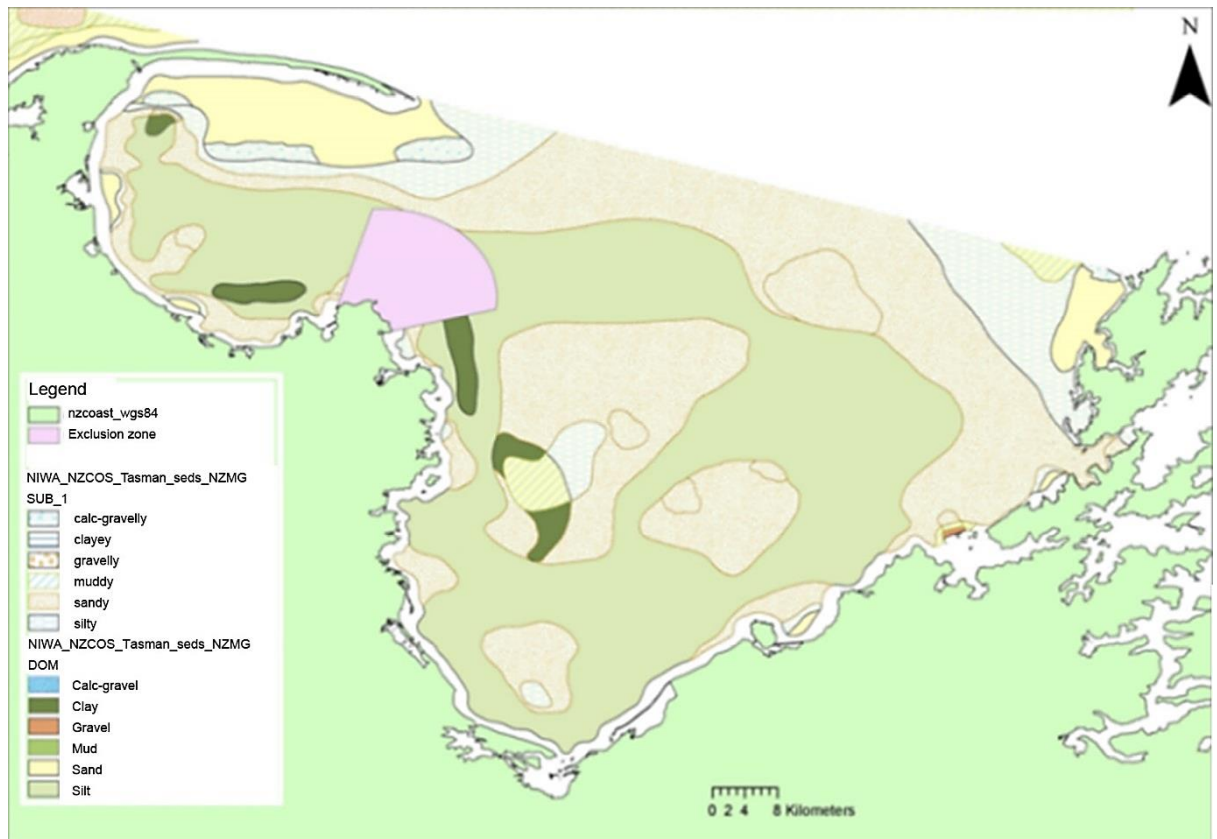 N
Legend
nzcoast_wgs84
Exclusion zone
NIWA_NZCOS_Tasman_seds_NZMG
SUB_1
calc-gravelly
clayey
gravelly
muddy
sandy
silty
NIWA_NZCOS_Tasman_seds_NZMG
DOM
Calc-gravel
Clay
Gravel
Mud
Sand
Silt
0 2 4 8 Kilometers